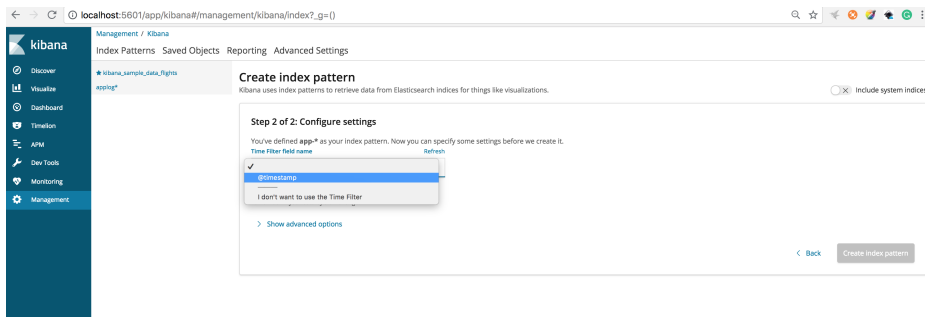 localhost:5601/app/kibana#/management/kibana/index?_g=()
kibana
Discover
Visualize
Dashboard
Timelion
APM
Dev Tools
Monitoring
Management
Management / Kibana
Index Patterns Saved Objects Reporting Advanced Settings
kibana_sample_data_flights
applog*
Create index pattern
Kibana uses index patterns to retrieve data from Elasticsearch indices for things like visualizations.
Include system indices
Step 2 of 2: Configure settings
You've defined app-* as your index pattern. Now you can specify some settings before we create it.
Time Filter field name Refresh
@timestamp
I don't want to use the Time Filter
Show advanced options
Back
Create index pattern